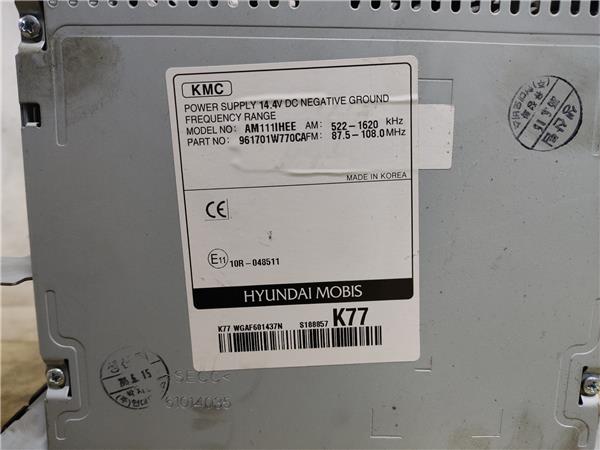 KMC
POWER SUPPLY 14.4V DC NEGATIVE GROUND
FREQUENCY RANGE
MODEL NO: AM111IHEE AM: 522-1620 KHz
PART NO: 961701W770CA FM: 87.5-108.0 MHz
MADE IN KOREA
CE
E11 10R-048511
HYUNDAI MOBIS
K77 WGAF601437N S188857 K77
SECC<
61014035